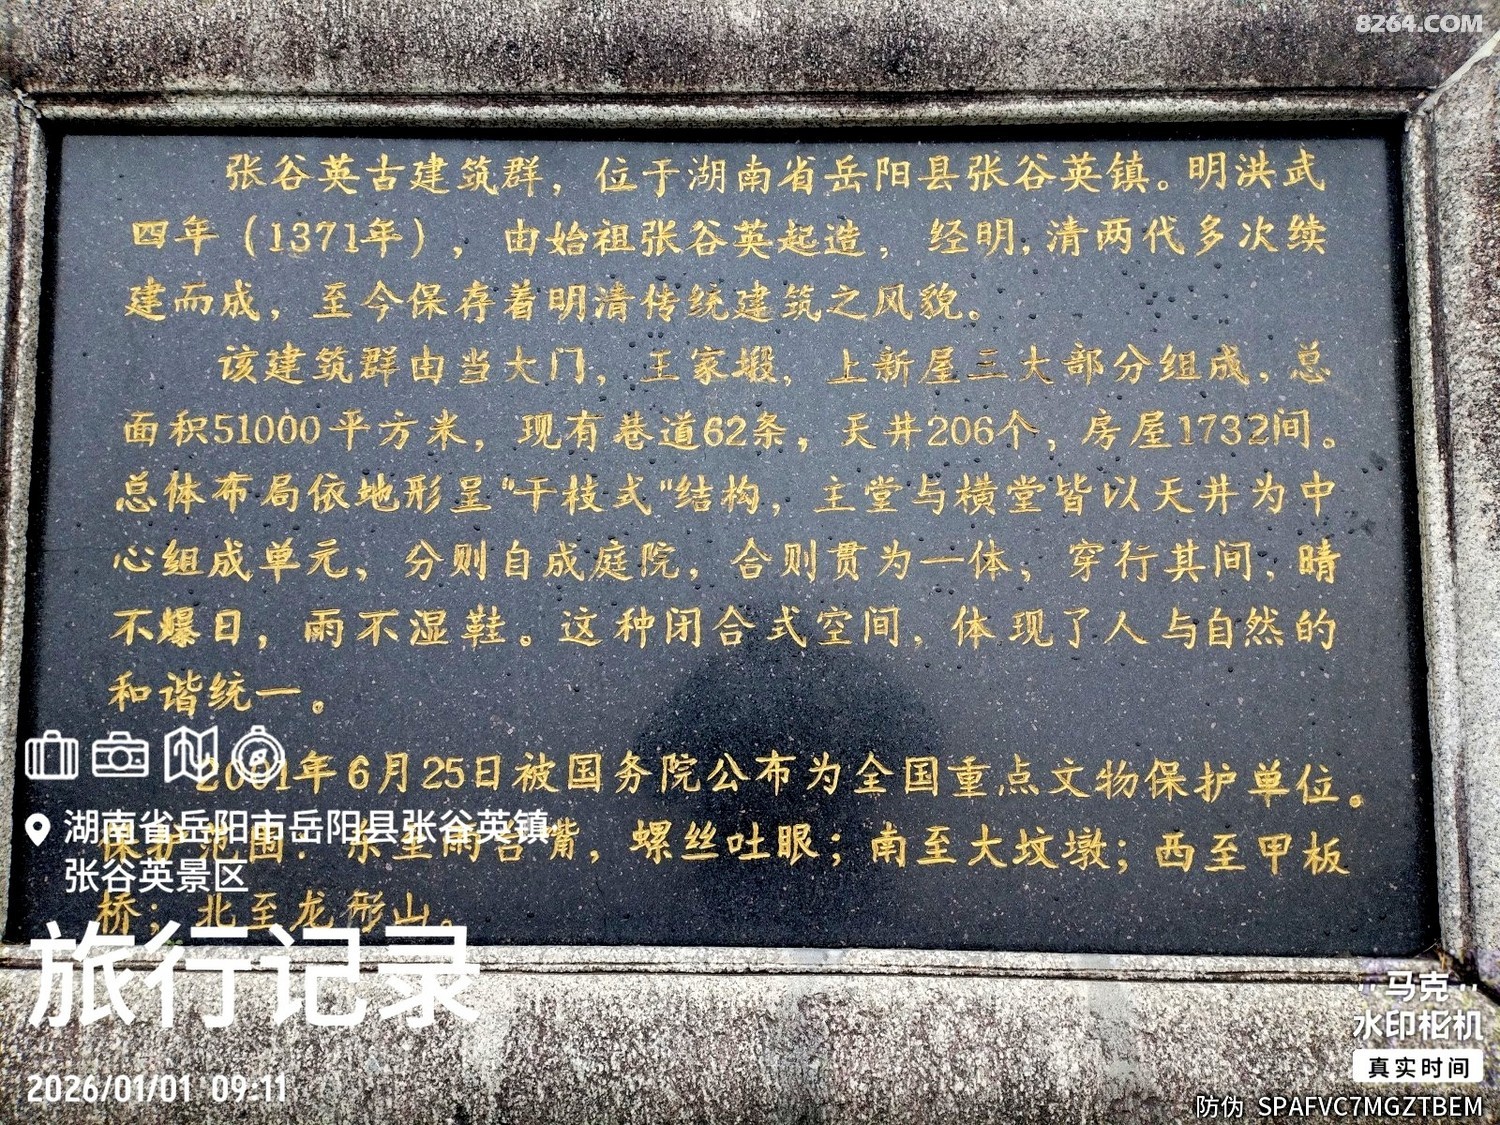 8264.COM
张谷英古建筑群，位于湖南省岳阳县张谷英镇。明洪武
四年（1371年），由始祖张谷英起造，经明，清两代多次续
建而成，至今保存着明清传统建筑之风貌。
该建筑群由当大门，王家塅，上新屋三大部分组成，总
面积51000平方米，现有巷道62条，天井206个，房屋1732间。
总体布局依地形呈"干枝式"结构，主堂与横堂皆以天井为中
心组成单元，分则自成庭院，合则贯为一体，穿行其间，晴
不爆日，雨不湿鞋。这种闭合式空间，体现了人与自然的
和谐统一。
2001年6月25日被国务院公布为全国重点文物保护单位。
保护范围：东至雨台嘴，螺丝吐眼；南至大坟墩；西至甲板
桥；北至龙形山。
湖南省岳阳市岳阳县张谷英镇
张谷英景区
旅行记录
2026/01/01 09:11
马克
水印相机
真实时间
防伪 SPAFVC7MGZTBEM